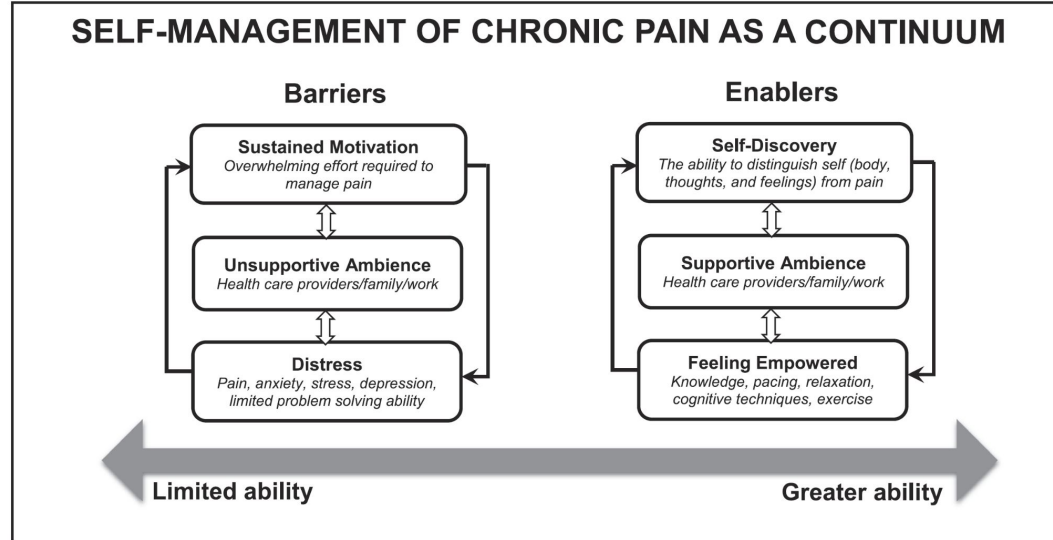 SELF-MANAGEMENT OF CHRONIC PAIN AS A CONTINUUM
Barriers
Sustained Motivation
Overwhelming effort required to
manage pain
Unsupportive Ambience
Health care providers/family/work
Distress
Pain, anxiety, stress, depression,
limited problem solving ability
Enablers
Self-Discovery
The ability to distinguish self (body,
thoughts, and feelings) from pain
Supportive Ambience
Health care providers/family/work
Feeling Empowered
Knowledge, pacing, relaxation,
cognitive techniques, exercise
Limited ability
Greater ability